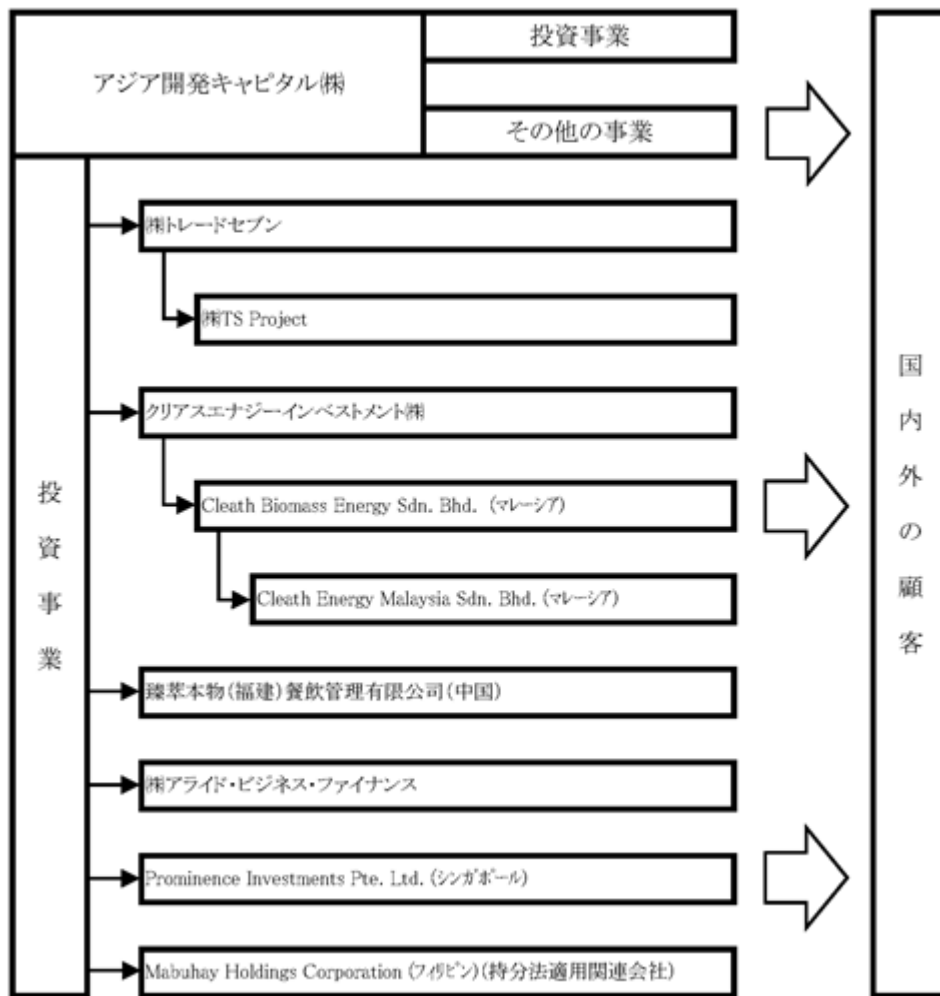 アジア開発キャピタル㈱
投資事業
その他の事業
投資事業
㈱トレードセブン
㈱TS Project
クリアスエナジーインベストメント㈱
Cleath Biomass Energy Sdn. Bhd. (マレーシア)
Cleath Energy Malaysia Sdn. Bhd. (マレーシア)
臻萃本物(福建)餐飲管理有限公司(中国)
㈱アライド・ビジネス・ファイナンス
Prominence Investments Pte. Ltd. (シンガポール)
Mabuhay Holdings Corporation (フィリピン)(持分法適用関連会社)
国内外の顧客